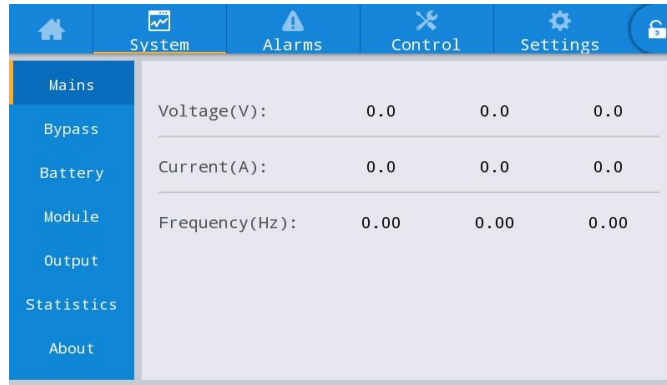 System Alarms Control Settings
Mains
Voltage(V): 0.0 0.0 0.0
Bypass
Current(A): 0.0 0.0 0.0
Battery
Module
Frequency(Hz): 0.00 0.00 0.00
Output
Statistics
About